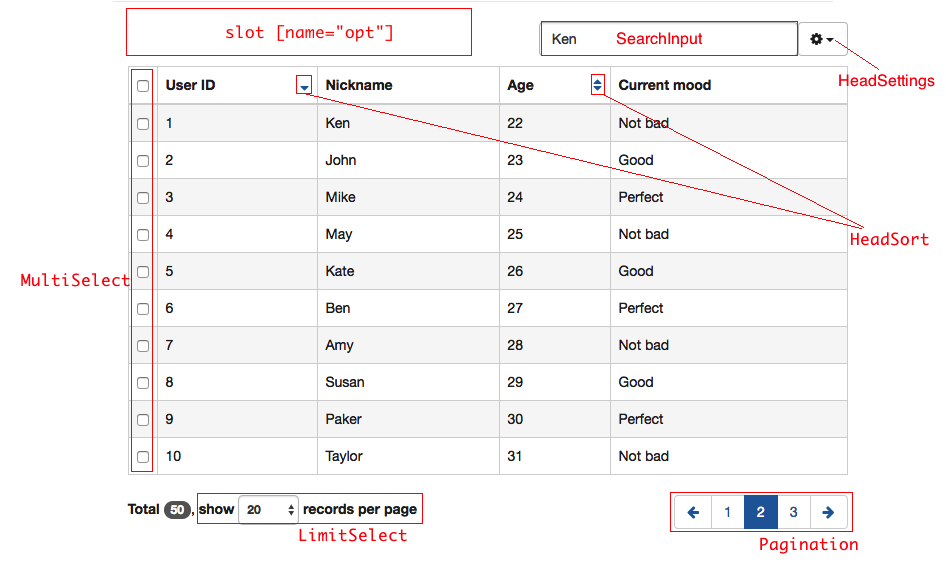 slot [name="opt"]
Ken SearchInput
HeadSettings
User ID Nickname Age Current mood
1 Ken 22 Not bad
2 John 23 Good
3 Mike 24 Perfect
4 May 25 Not bad
HeadSort
5 Kate 26 Good
MultiSelect
6 Ben 27 Perfect
7 Amy 28 Not bad
8 Susan 29 Good
9 Paker 30 Perfect
10 Taylor 31 Not bad
Total 50, show 20 records per page
1 2 3
LimitSelect
Pagination